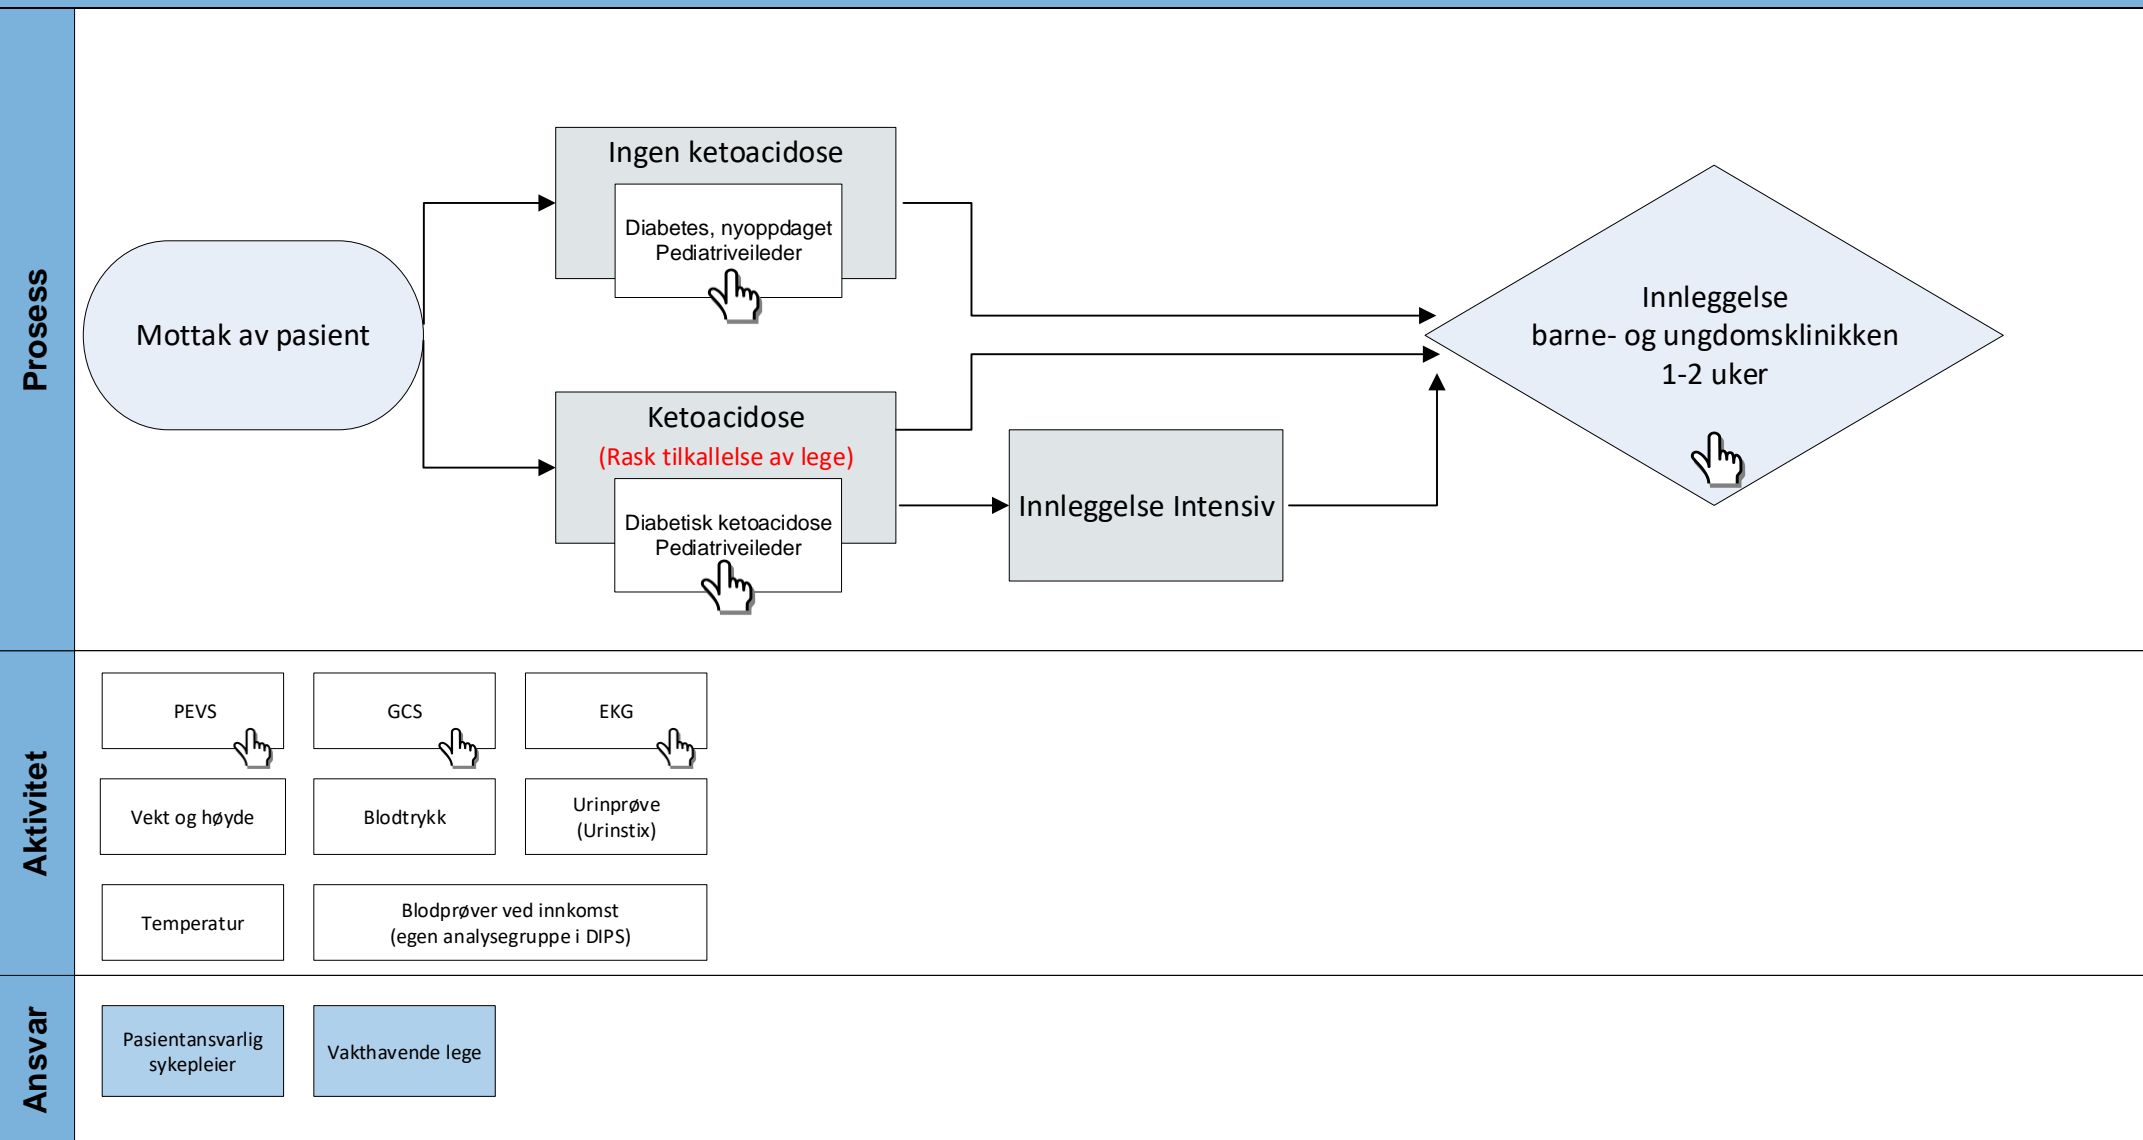 Prosess
Mottak av pasient
Ingen ketoacidose
Diabetes, nyoppdaget
Pediatriveileder
Ketoacidose
(Rask tilkallelse av lege)
Diabetisk ketoacidose
Pediatriveileder
Innleggelse Intensiv
Innleggelse
barne- og ungdomsklinikken
1-2 uker
Aktivitet
PEVS
GCS
EKG
Vekt og høyde
Blodtrykk
Urinprøve
(Urinstix)
Temperatur
Blodprøver ved innkomst
(egen analysegruppe i DIPS)
Ansvar
Pasientansvarlig
sykepleier
Vakthavende lege